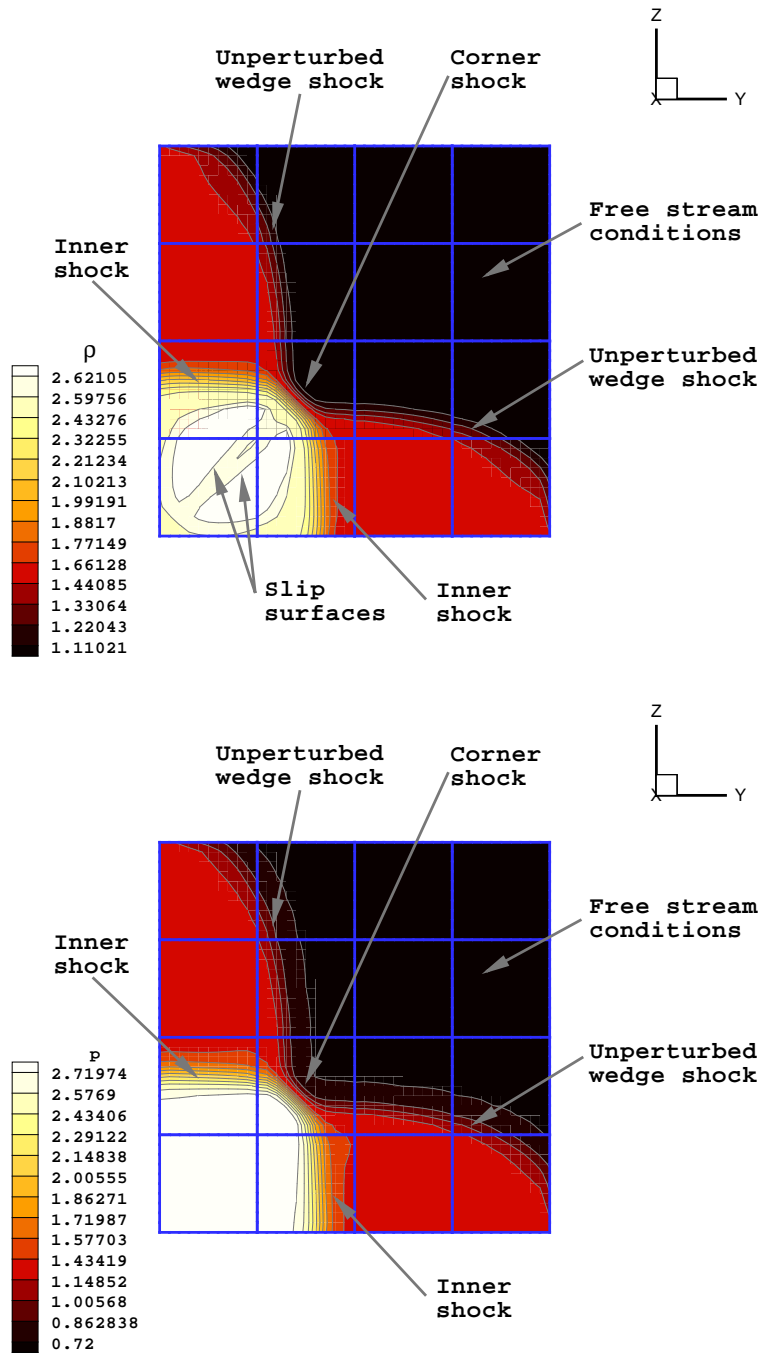 Z
X
Y
Unperturbed
wedge shock
Corner
shock
Free stream
conditions
Inner
shock
Unperturbed
wedge shock
ρ
2.62105
2.59756
2.43276
2.32255
2.21234
2.10213
1.99191
1.8817
1.77149
1.66128
1.44085
1.33064
1.22043
1.11021
Slip
surfaces
Inner
shock
Z
X
Y
Unperturbed
wedge shock
Corner
shock
Free stream
conditions
Inner
shock
Unperturbed
wedge shock
p
2.71974
2.5769
2.43406
2.29122
2.14838
2.00555
1.86271
1.71987
1.57703
1.43419
1.14852
1.00568
0.862838
0.72
Inner
shock